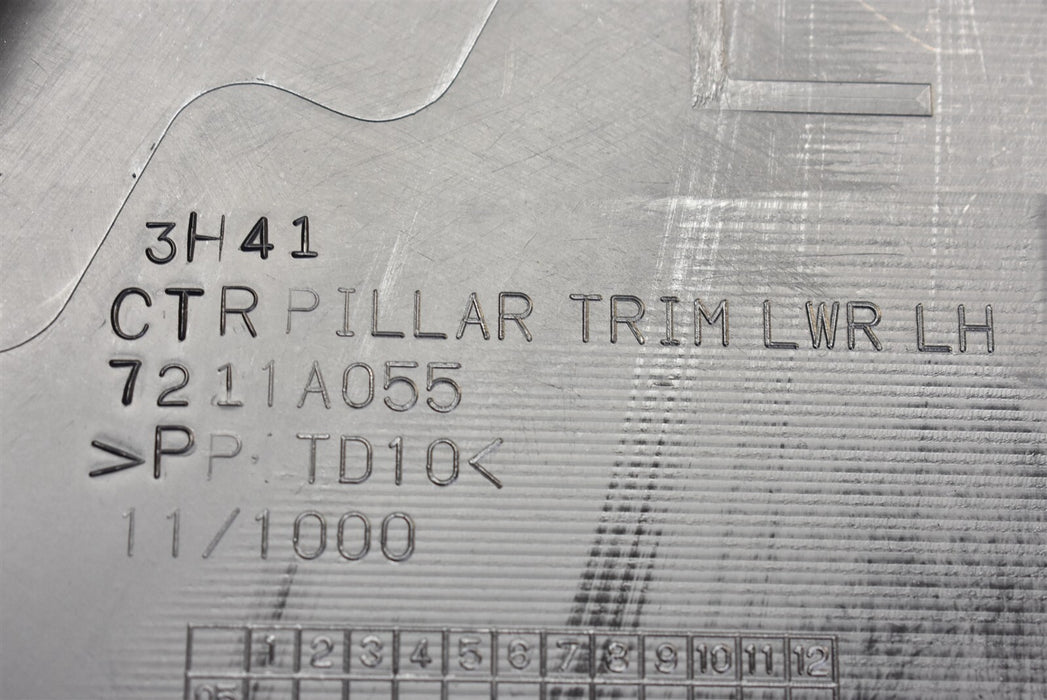 3H41
CTR PILLAR TRIM LWR LH
7211A055
>PP-TD10<
11/1000
1 2 3 4 5 6 7 8 9 10 11 12
05